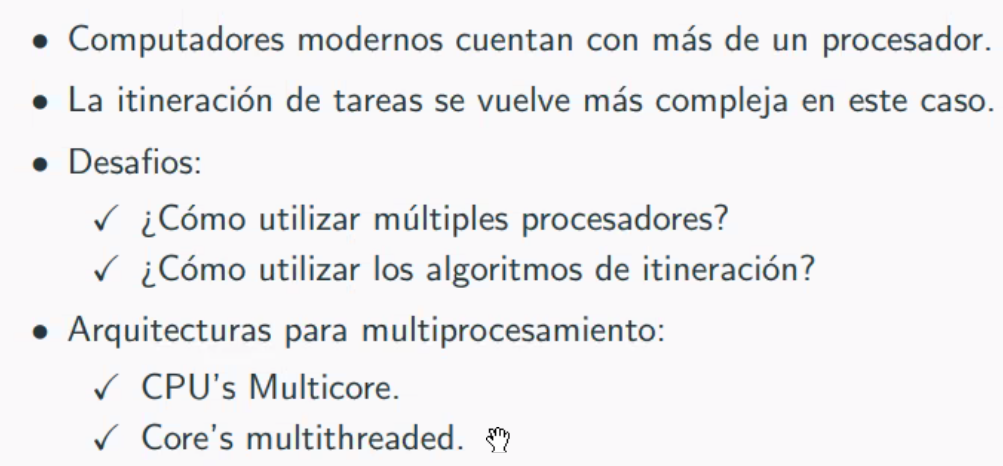 • Computadores modernos cuentan con más de un procesador.
• La itineración de tareas se vuelve más compleja en este caso.
• Desafios:
✓ ¿Cómo utilizar múltiples procesadores?
✓ ¿Cómo utilizar los algoritmos de itineración?
• Arquitecturas para multiprocesamiento:
✓ CPU's Multicore.
✓ Core's multithreaded.